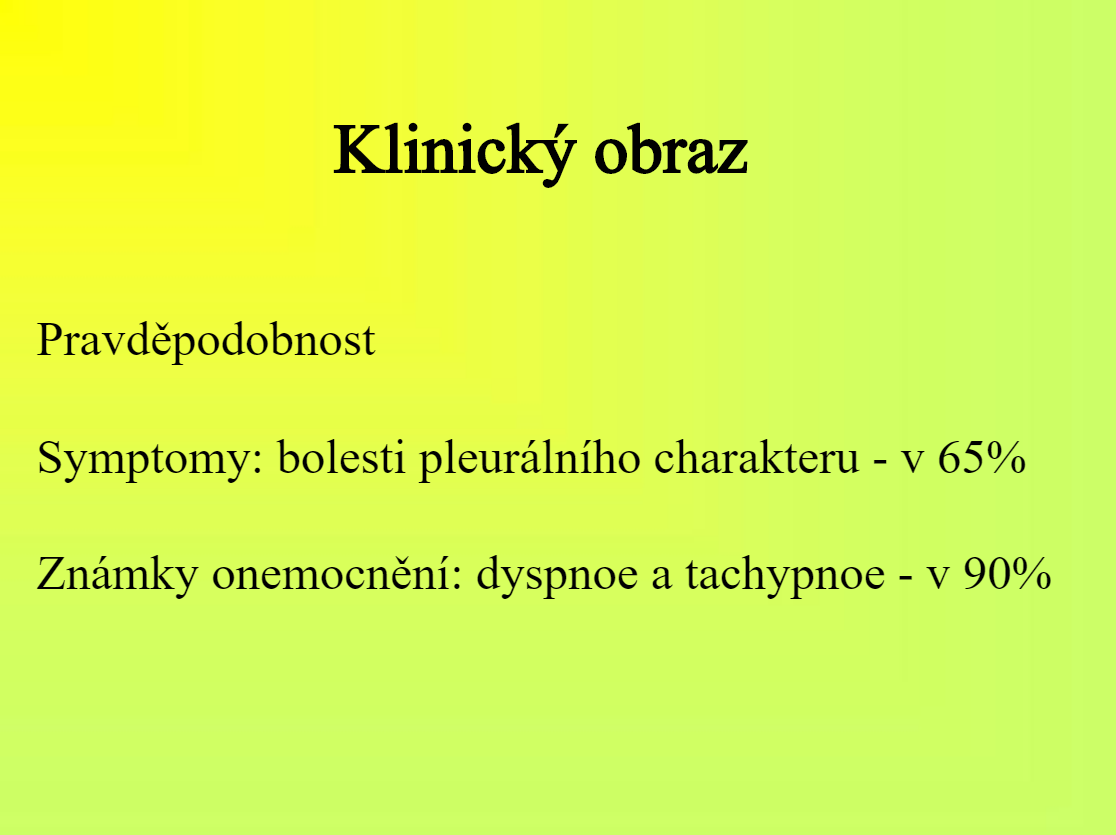 Klinický obraz
Pravděpodobnost
Symptomy: bolesti pleurálního charakteru - v 65%
Známky onemocnění: dyspnoe a tachypnoe - v 90%